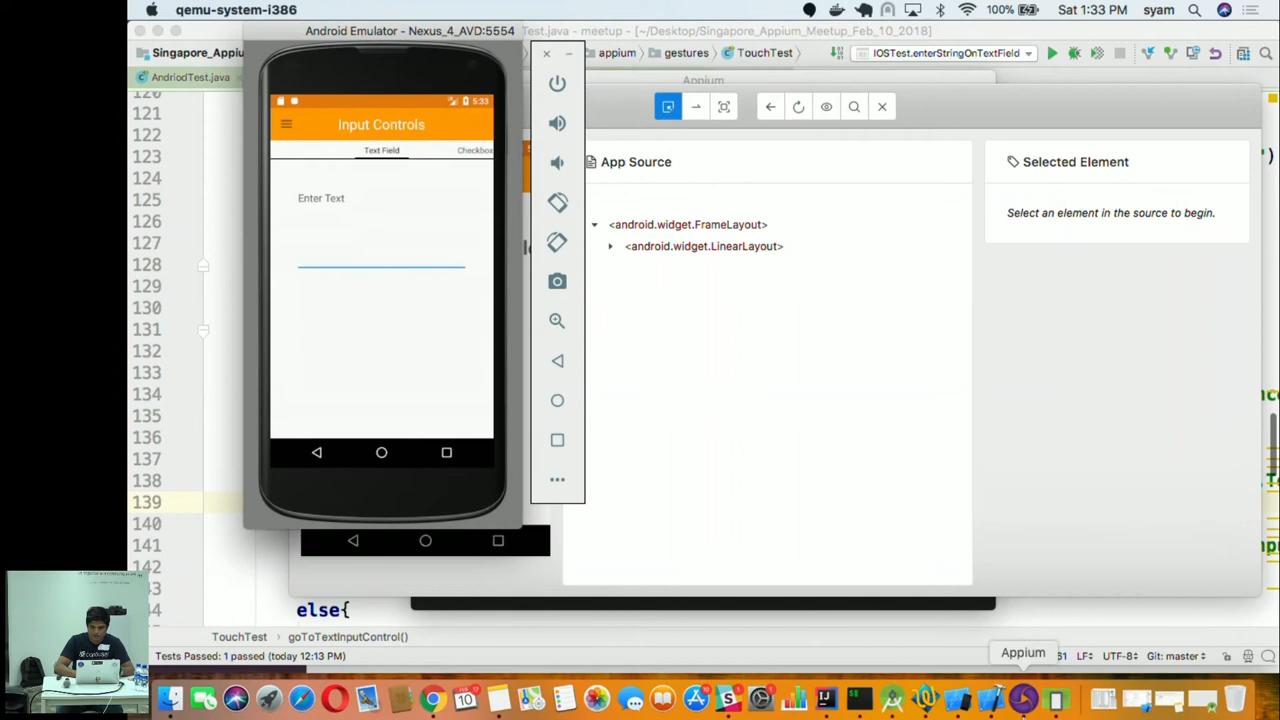 qemu-system-i386
100%
Sat 1:33 PM
syam
Android Emulator - Nexus_4_AVD:5554
Test.java - meetup - [~/Desktop/Singapore_Appium_Meetup_Feb_10_2018]
Singapore_Appiu
appium
gestures
TouchTest
IOSTest.enterStringOnTextField
AndriodTest.java
Appium
5:33
Input Controls
Text Field
Checkbox
Enter Text
App Source
<android.widget.FrameLayout>
<android.widget.LinearLayout>
Selected Element
Select an element in the source to begin.
120
121
122
123
124
125
126
127
128
129
130
131
132
133
134
135
136
137
138
139
140
141
142
else{
TouchTest
goToTextInputControl()
Appium
Tests Passed: 1 passed (today 12:13 PM)
LF
UTF-8
Git: master